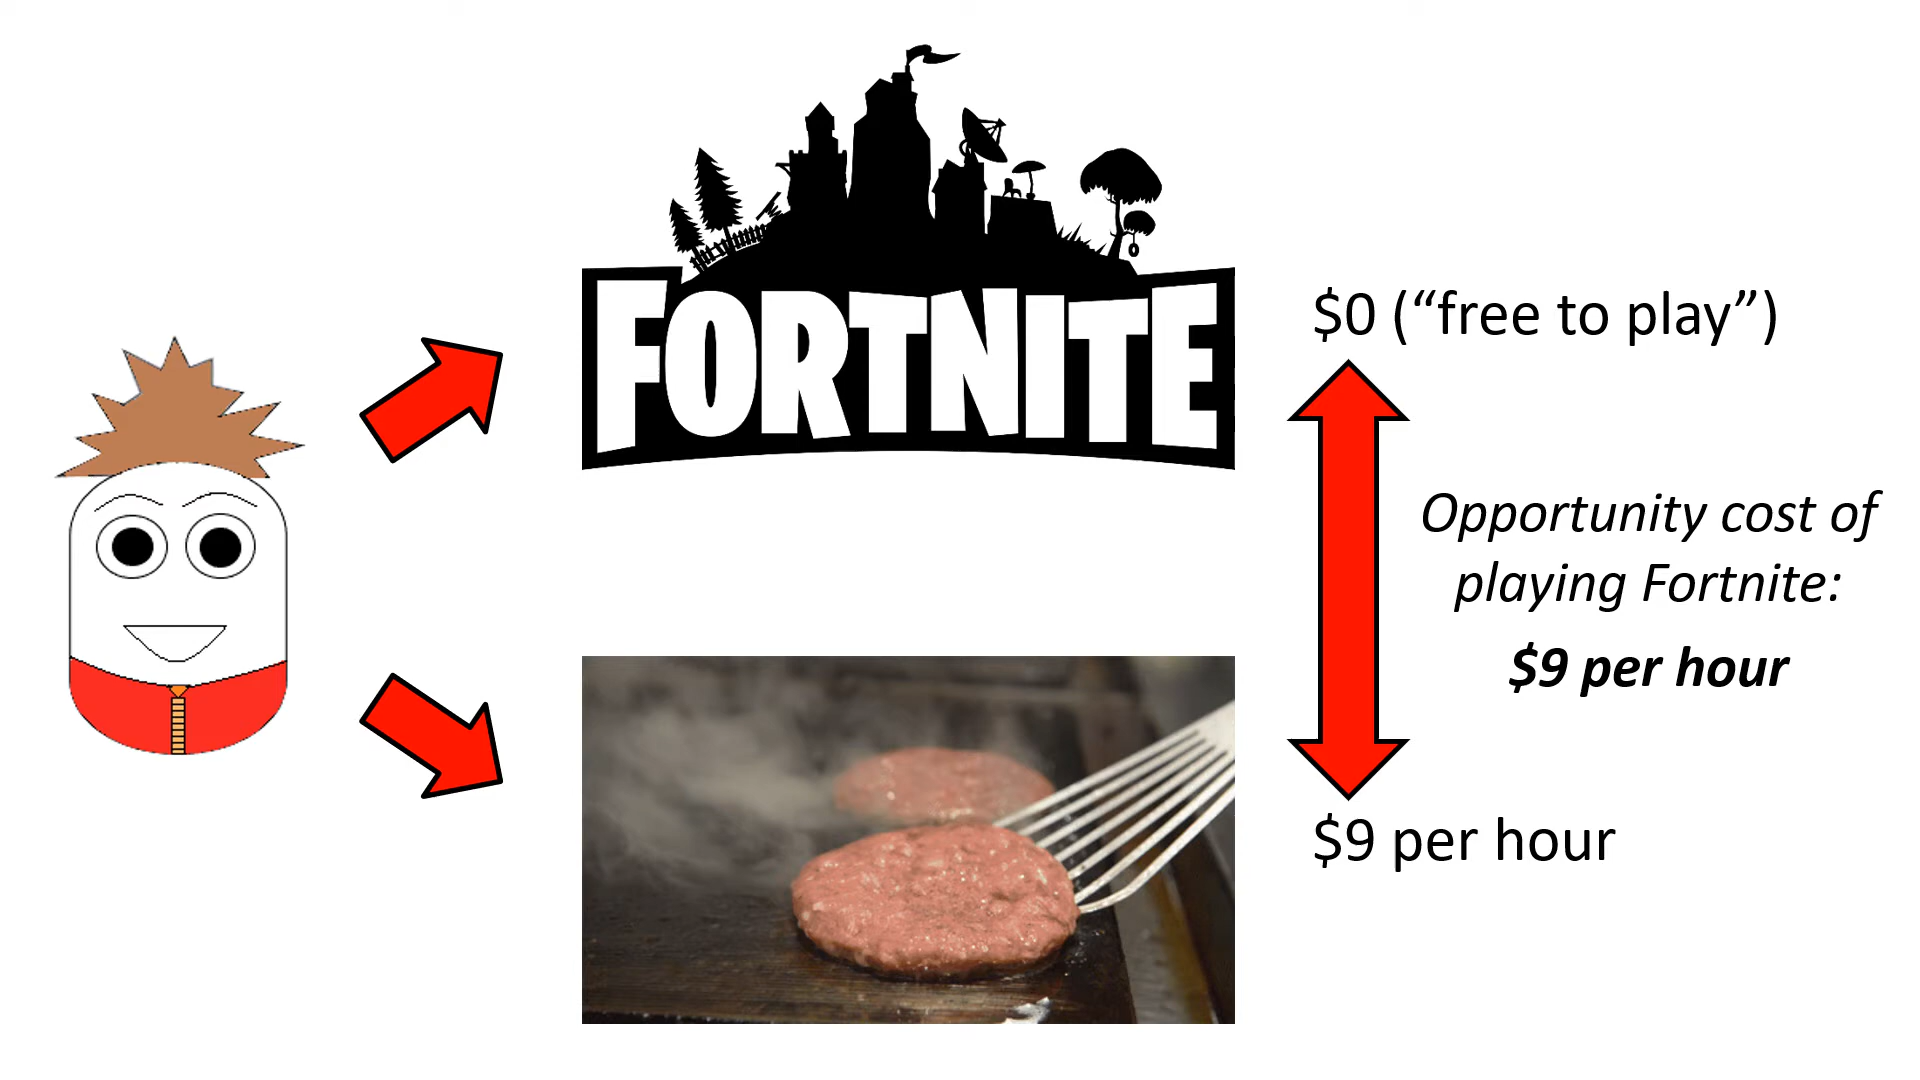 FORTNITE
$0 (“free to play”)
Opportunity cost of
playing Fortnite:
$9 per hour
$9 per hour